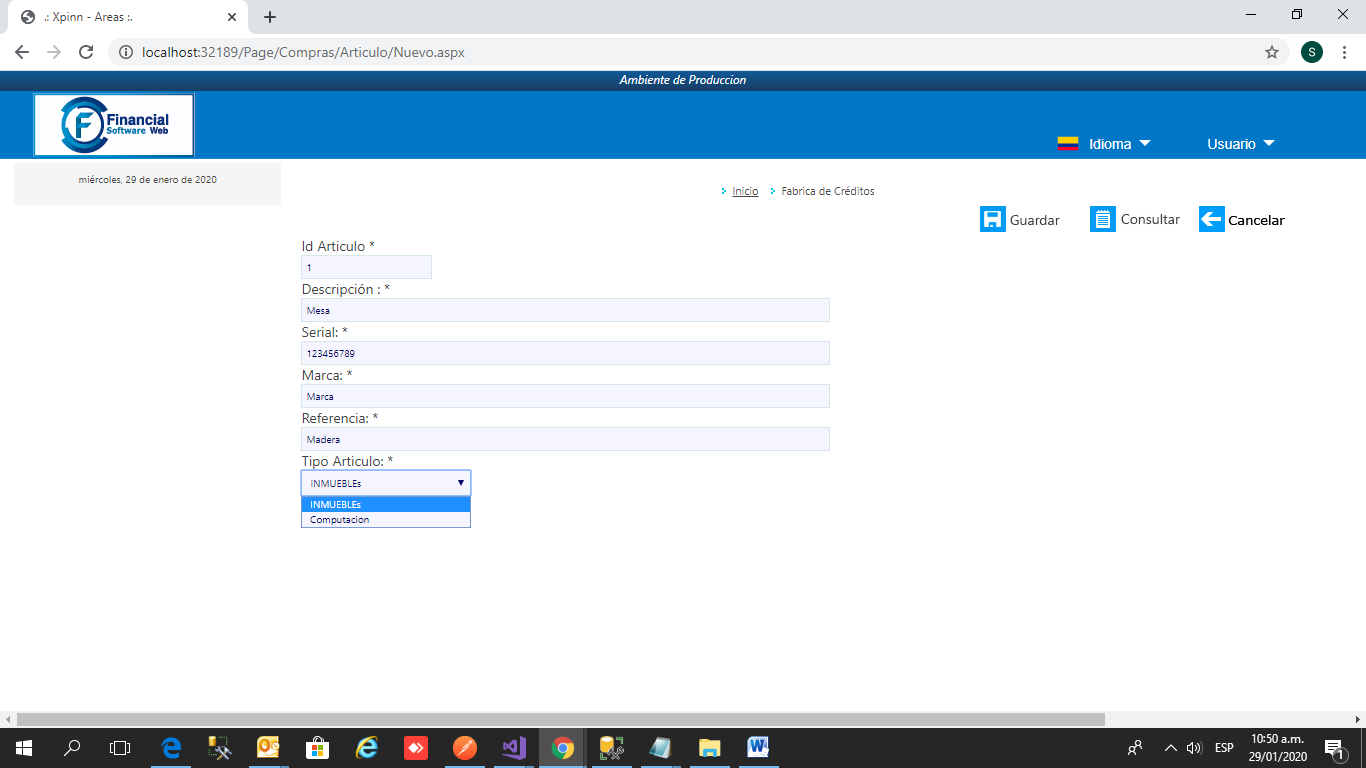 .: Xpinn - Areas :.
localhost:32189/Page/Compras/Articulo/Nuevo.aspx
S
Ambiente de Produccion
Financial
Software Web
Idioma
Usuario
miércoles, 29 de enero de 2020
Inicio
Fabrica de Créditos
Guardar
Consultar
Cancelar
Id Articulo *
1
Descripción : *
Mesa
Serial: *
123456789
Marca: *
Marca
Referencia: *
Madera
Tipo Articulo: *
INMUEBLEs
INMUEBLEs
Computacion
ESP
10:50 a.m.
29/01/2020
1